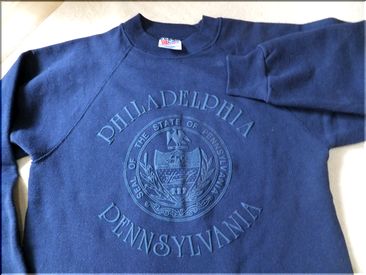 PHILADELPHIA
SEAL OF THE STATE OF PENNSYLVANIA
PENNSYLVANIA